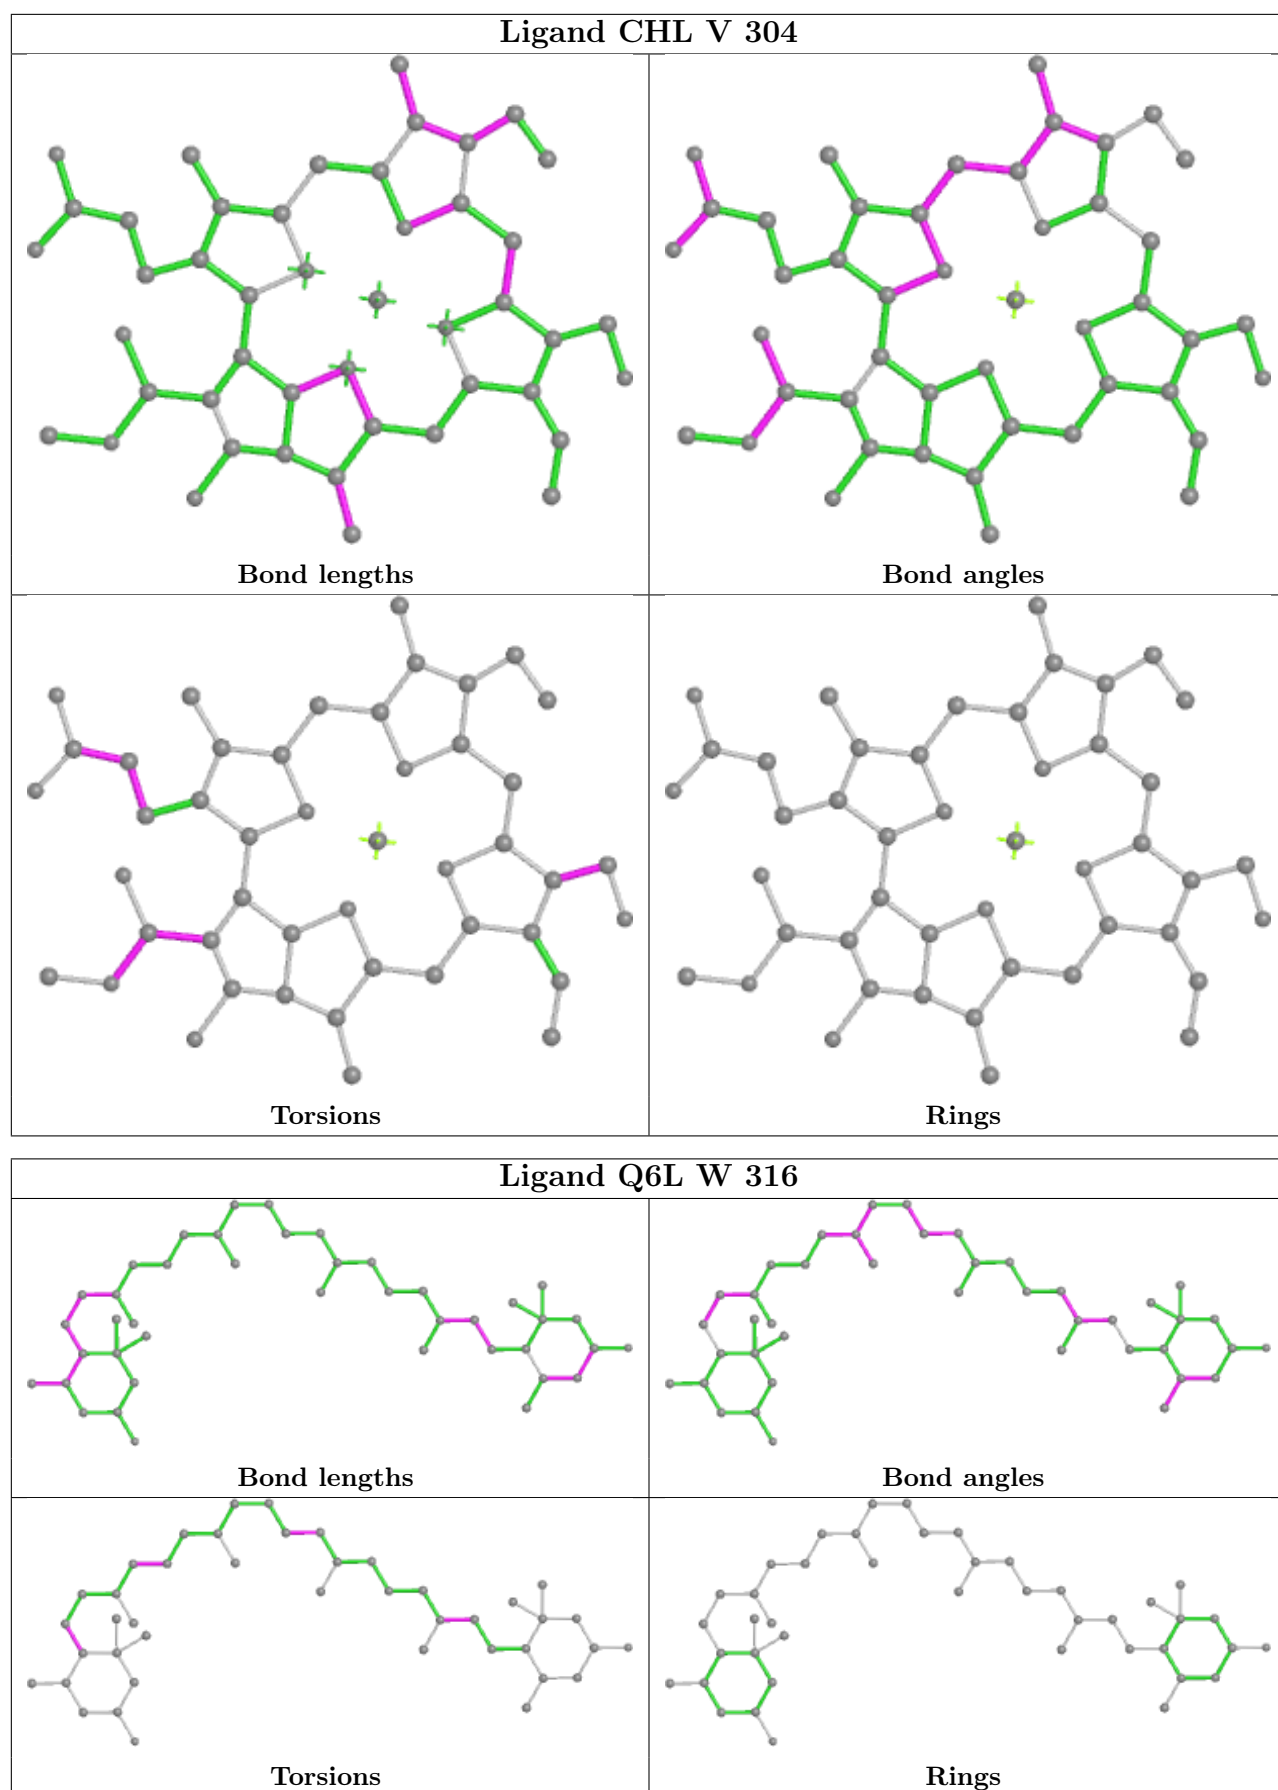 Ligand CHL V 304
Bond lengths
Bond angles
Torsions
Rings
Ligand Q6L W 316
Bond lengths
Bond angles
Torsions
Rings